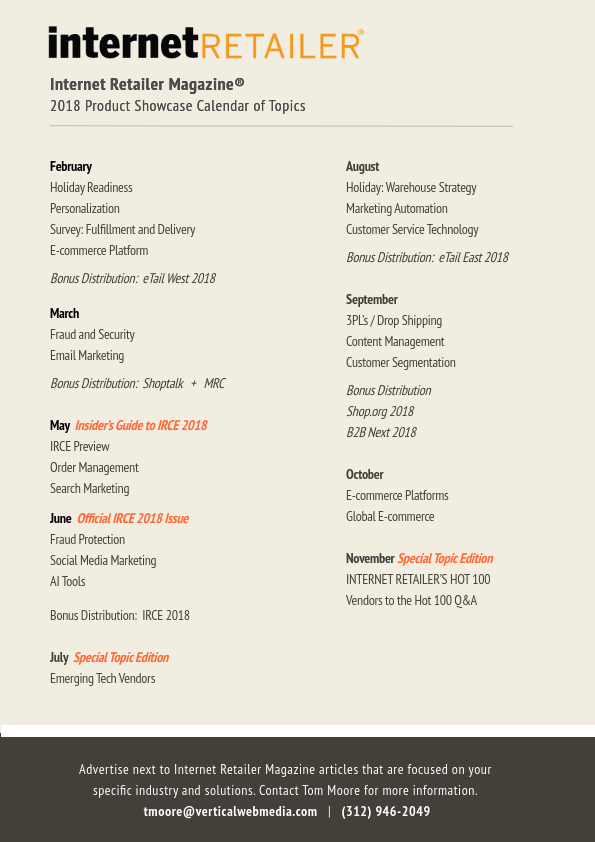 internetRETAILER®
Internet Retailer Magazine®
2018 Product Showcase Calendar of Topics
February
Holiday Readiness
Personalization
Survey: Fulfillment and Delivery
E-commerce Platform
Bonus Distribution: eTail West 2018
March
Fraud and Security
Email Marketing
Bonus Distribution: Shoptalk + MRC
May Insider's Guide to IRCE 2018
IRCE Preview
Order Management
Search Marketing
June Official IRCE 2018 Issue
Fraud Protection
Social Media Marketing
AI Tools
Bonus Distribution: IRCE 2018
July Special Topic Edition
Emerging Tech Vendors
August
Holiday: Warehouse Strategy
Marketing Automation
Customer Service Technology
Bonus Distribution: eTail East 2018
September
3PL's / Drop Shipping
Content Management
Customer Segmentation
Bonus Distribution
Shop.org 2018
B2B Next 2018
October
E-commerce Platforms
Global E-commerce
November Special Topic Edition
INTERNET RETAILER'S HOT 100
Vendors to the Hot 100 Q&A
Advertise next to Internet Retailer Magazine articles that are focused on your
specific industry and solutions. Contact Tom Moore for more information.
tmoore@verticalwebmedia.com | (312) 946-2049